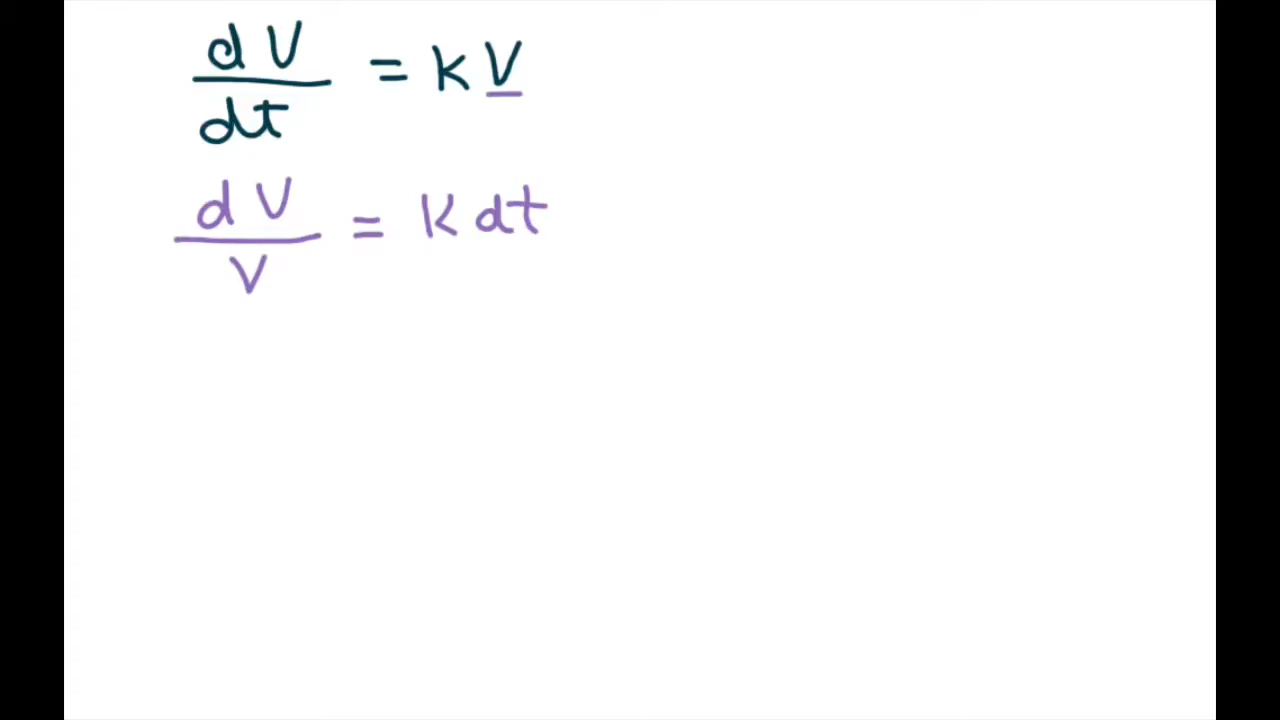 dV/dt = kV
dV/V = k dt